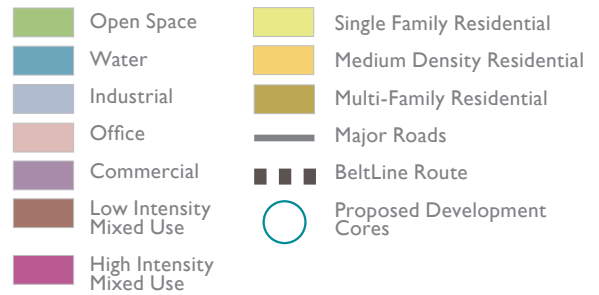 Open Space
Water
Industrial
Office
Commercial
Low Intensity
Mixed Use
High Intensity
Mixed Use
Single Family Residential
Medium Density Residential
Multi-Family Residential
Major Roads
BeltLine Route
Proposed Development
Cores